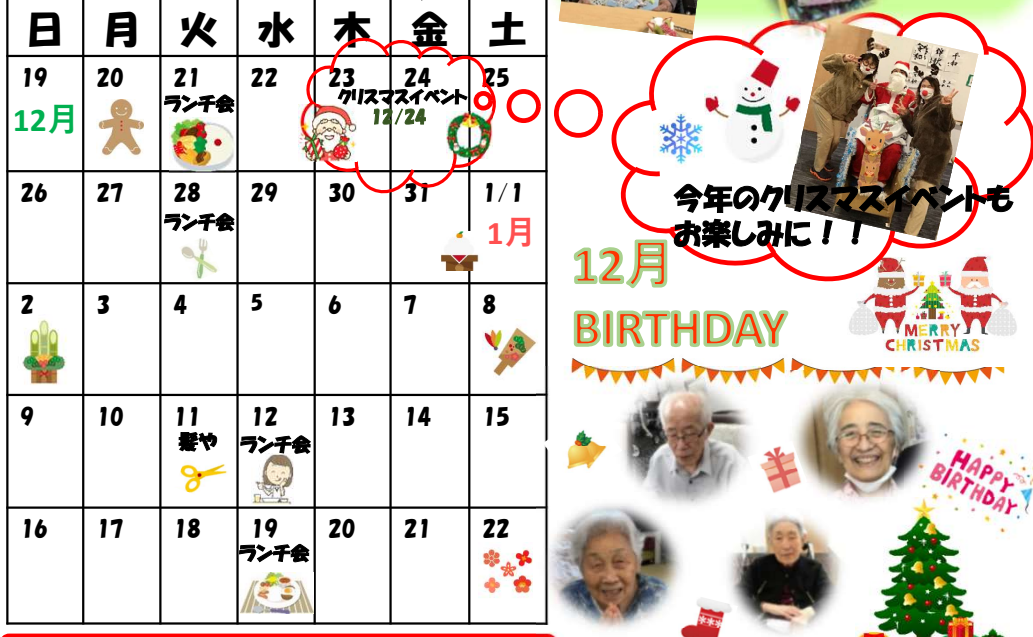 日 月 火 水 木 金 土
19 20 21 22 23 24 25
12月
ランチ会
クリスマスイベント
12/24
26 27 28 29 30 31 1/1
ランチ会
1月
2 3 4 5 6 7 8
9 10 11 12 13 14 15
髪や
ランチ会
16 17 18 19 20 21 22
ランチ会
今年のクリスマスイベントも
お楽しみに！！
12月
BIRTHDAY
MERRY
CHRISTMAS
HAPPY
BIRTHDAY